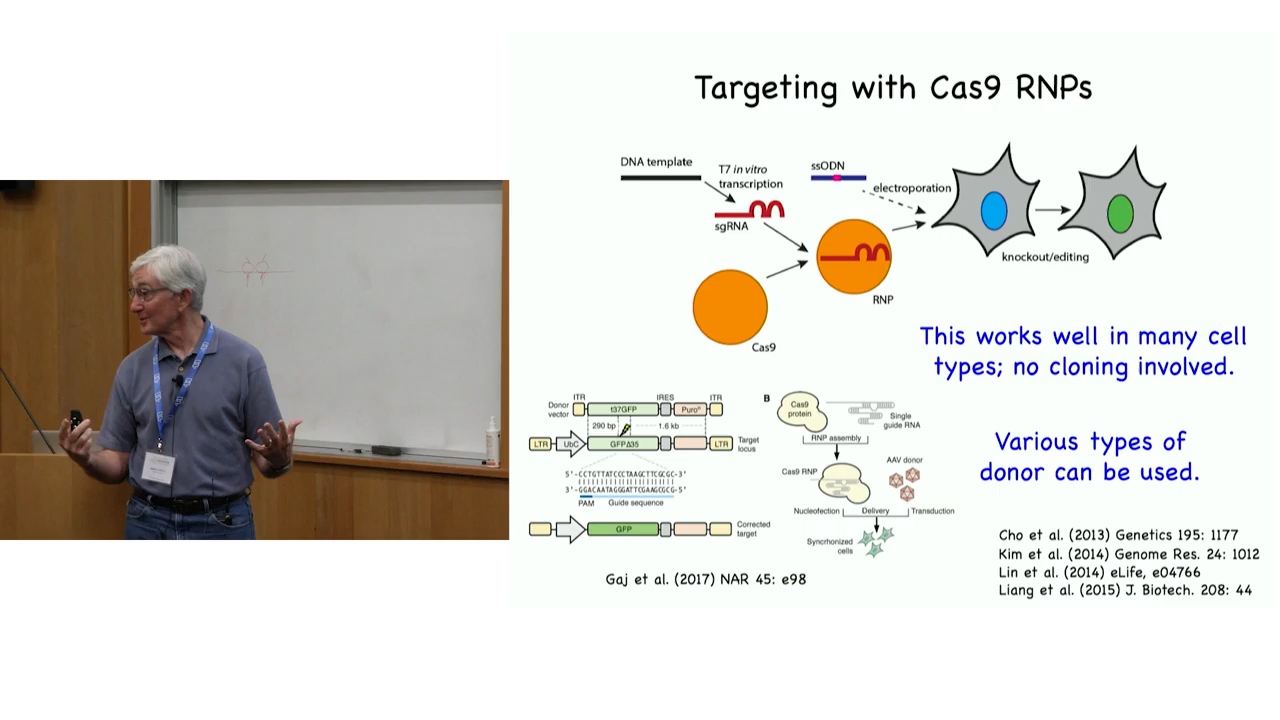 Targeting with Cas9 RNPs
DNA template
T7 in vitro
transcription
ssODN
electroporation
sgRNA
RNP
Cas9
knockout/editing
This works well in many cell
types; no cloning involved.
Various types of
donor can be used.
ITR
IRES
ITR
Donor
vector
t37GFP
Puroᴿ
290 bp
1.6 kb
LTR
UbC
GFPΔ35
LTR
Target
locus
5'-CCTGTTATCCCTAAGCTTCGCGC-3'
3'-GGACAATAGGGATTCGAAGCGCG-5'
PAM
Guide sequence
GFP
Corrected
target
B
Cas9
protein
Single
guide RNA
RNP assembly
Cas9 RNP
AAV donor
Nucleofection
Delivery
Transduction
Syncrhonized
cells
Gaj et al. (2017) NAR 45: e98
Cho et al. (2013) Genetics 195: 1177
Kim et al. (2014) Genome Res. 24: 1012
Lin et al. (2014) eLife, e04766
Liang et al. (2015) J. Biotech. 208: 44